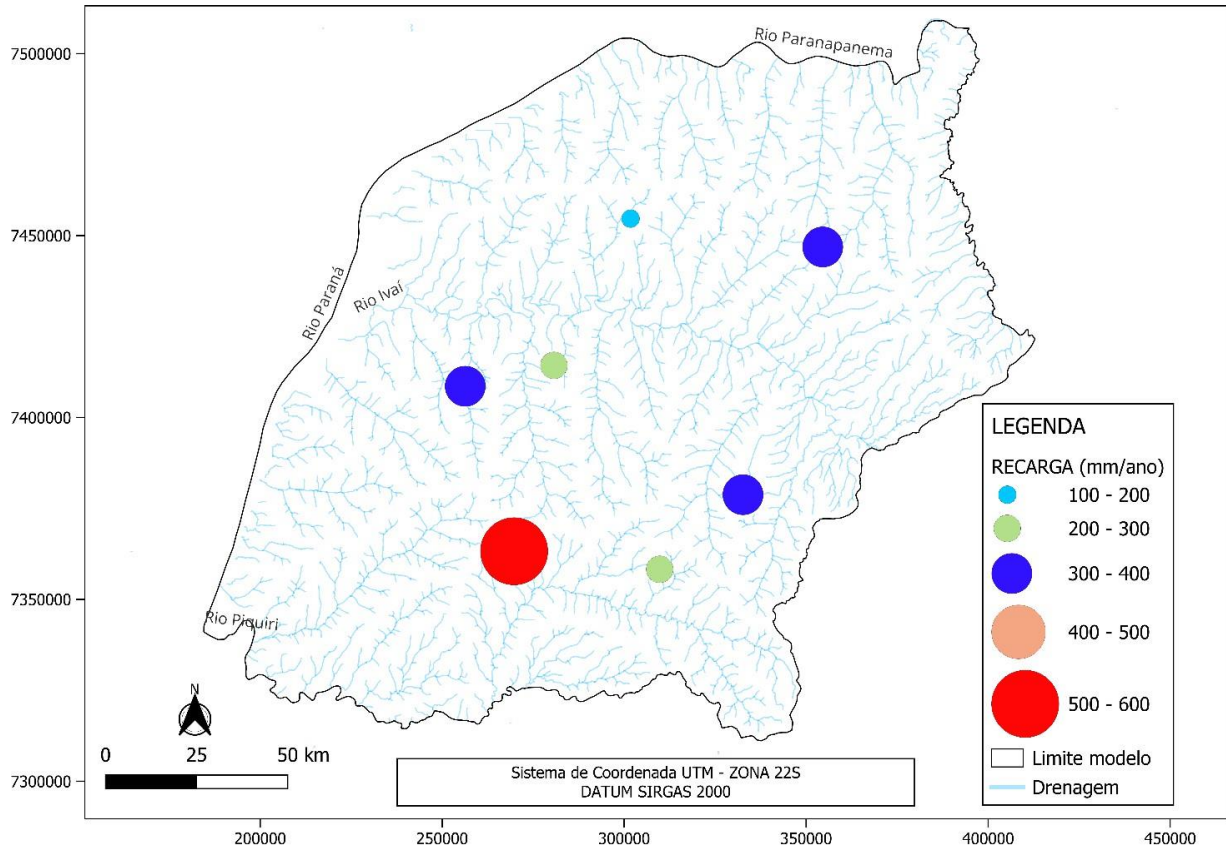 7500000
7450000
7400000
7350000
7300000
Rio Paranapanema
Rio Paraná
Rio Ivaí
Rio Piquiri
N
0 25 50 km
Sistema de Coordenada UTM - ZONA 22S
DATUM SIRGAS 2000
LEGENDA
RECARGA (mm/ano)
100 - 200
200 - 300
300 - 400
400 - 500
500 - 600
Limite modelo
Drenagem
200000 250000 300000 350000 400000 450000